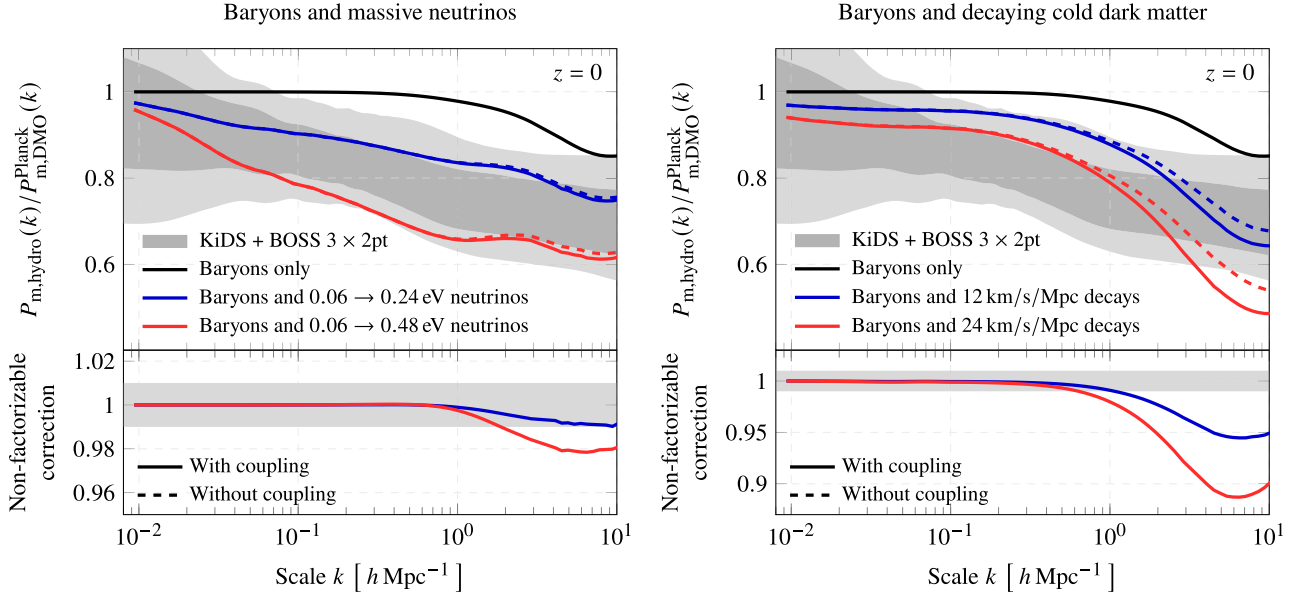 Baryons and massive neutrinos
z = 0
P_m,hydro(k) / P^Planck_m,DMO(k)
1
0.8
0.6
KiDS + BOSS 3 × 2pt
Baryons only
Baryons and 0.06 → 0.24 eV neutrinos
Baryons and 0.06 → 0.48 eV neutrinos
Non-factorizable
correction
1.02
1
0.98
0.96
With coupling
Without coupling
10^−2
10^−1
10^0
10^1
Scale k [ h Mpc^−1 ]
Baryons and decaying cold dark matter
z = 0
P_m,hydro(k) / P^Planck_m,DMO(k)
1
0.8
0.6
KiDS + BOSS 3 × 2pt
Baryons only
Baryons and 12 km/s/Mpc decays
Baryons and 24 km/s/Mpc decays
Non-factorizable
correction
1
0.95
0.9
With coupling
Without coupling
10^−2
10^−1
10^0
10^1
Scale k [ h Mpc^−1 ]